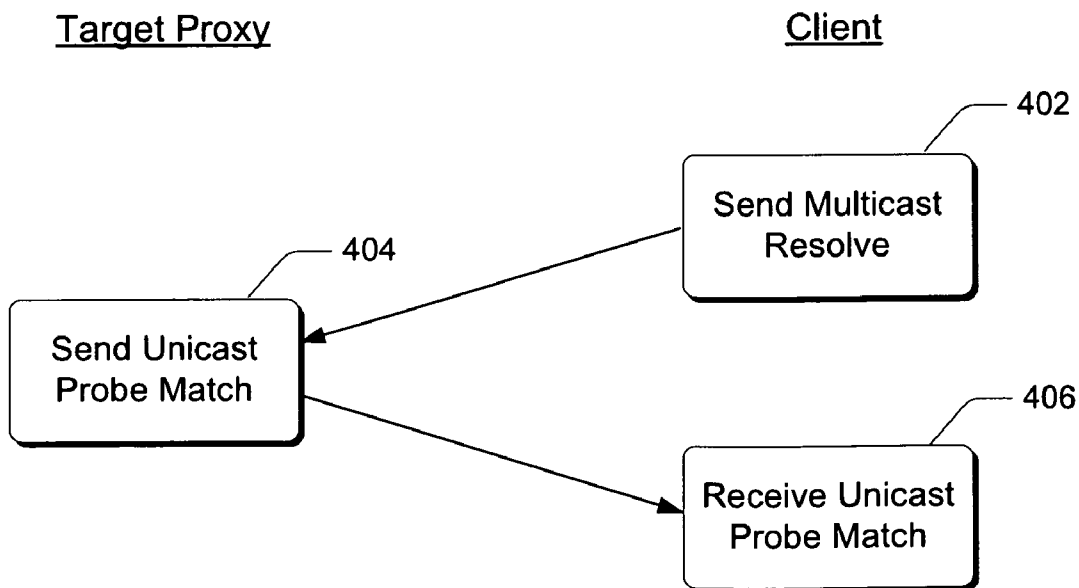 Target Proxy
Client
402
Send Multicast
Resolve
404
Send Unicast
Probe Match
406
Receive Unicast
Probe Match